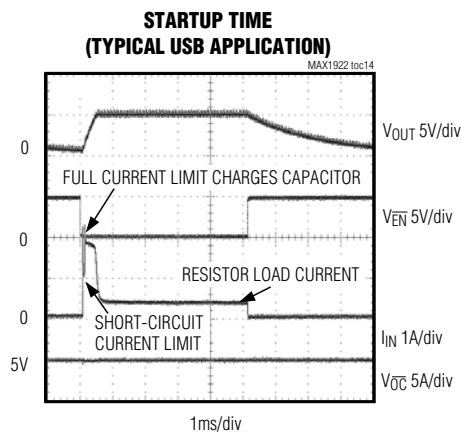 STARTUP TIME
(TYPICAL USB APPLICATION)
MAX1922 toc14
VOUT 5V/div
0
FULL CURRENT LIMIT CHARGES CAPACITOR
VEN 5V/div
0
RESISTOR LOAD CURRENT
0
SHORT-CIRCUIT
CURRENT LIMIT
IIN 1A/div
5V
VOC 5A/div
1ms/div